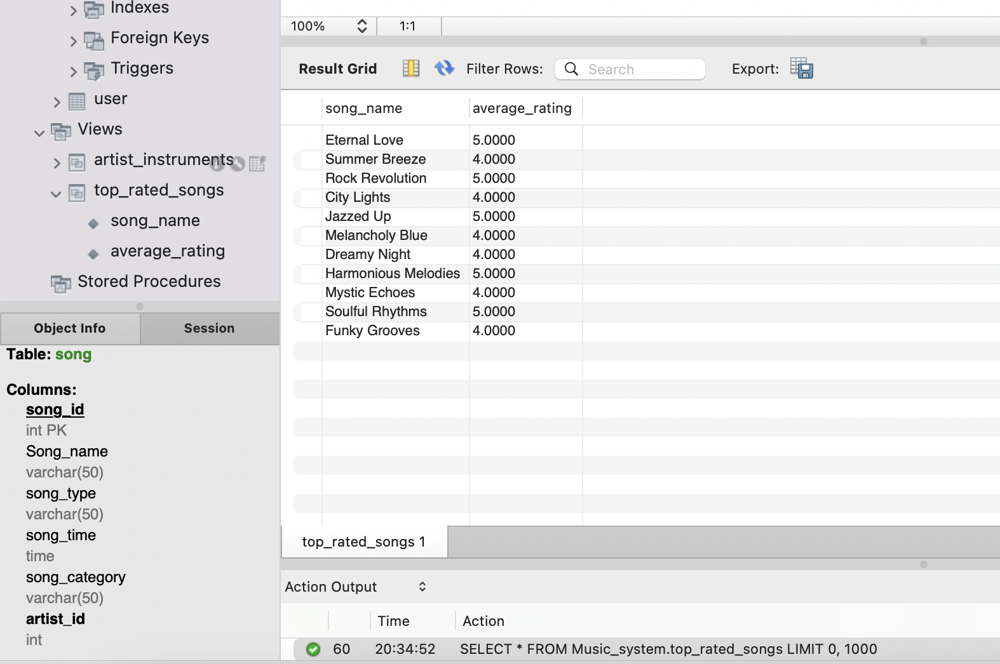 Indexes
Foreign Keys
Triggers
user
Views
artist_instruments
top_rated_songs
song_name
average_rating
Stored Procedures
Object Info Session
Table: song
Columns:
song_id
int PK
Song_name
varchar(50)
song_type
varchar(50)
song_time
time
song_category
varchar(50)
artist_id
int
100% 1:1
Result Grid Filter Rows: Search Export:
song_name average_rating
Eternal Love 5.0000
Summer Breeze 4.0000
Rock Revolution 5.0000
City Lights 4.0000
Jazzed Up 5.0000
Melancholy Blue 4.0000
Dreamy Night 4.0000
Harmonious Melodies 5.0000
Mystic Echoes 4.0000
Soulful Rhythms 5.0000
Funky Grooves 4.0000
top_rated_songs 1
Action Output
Time Action
60 20:34:52 SELECT * FROM Music_system.top_rated_songs LIMIT 0, 1000